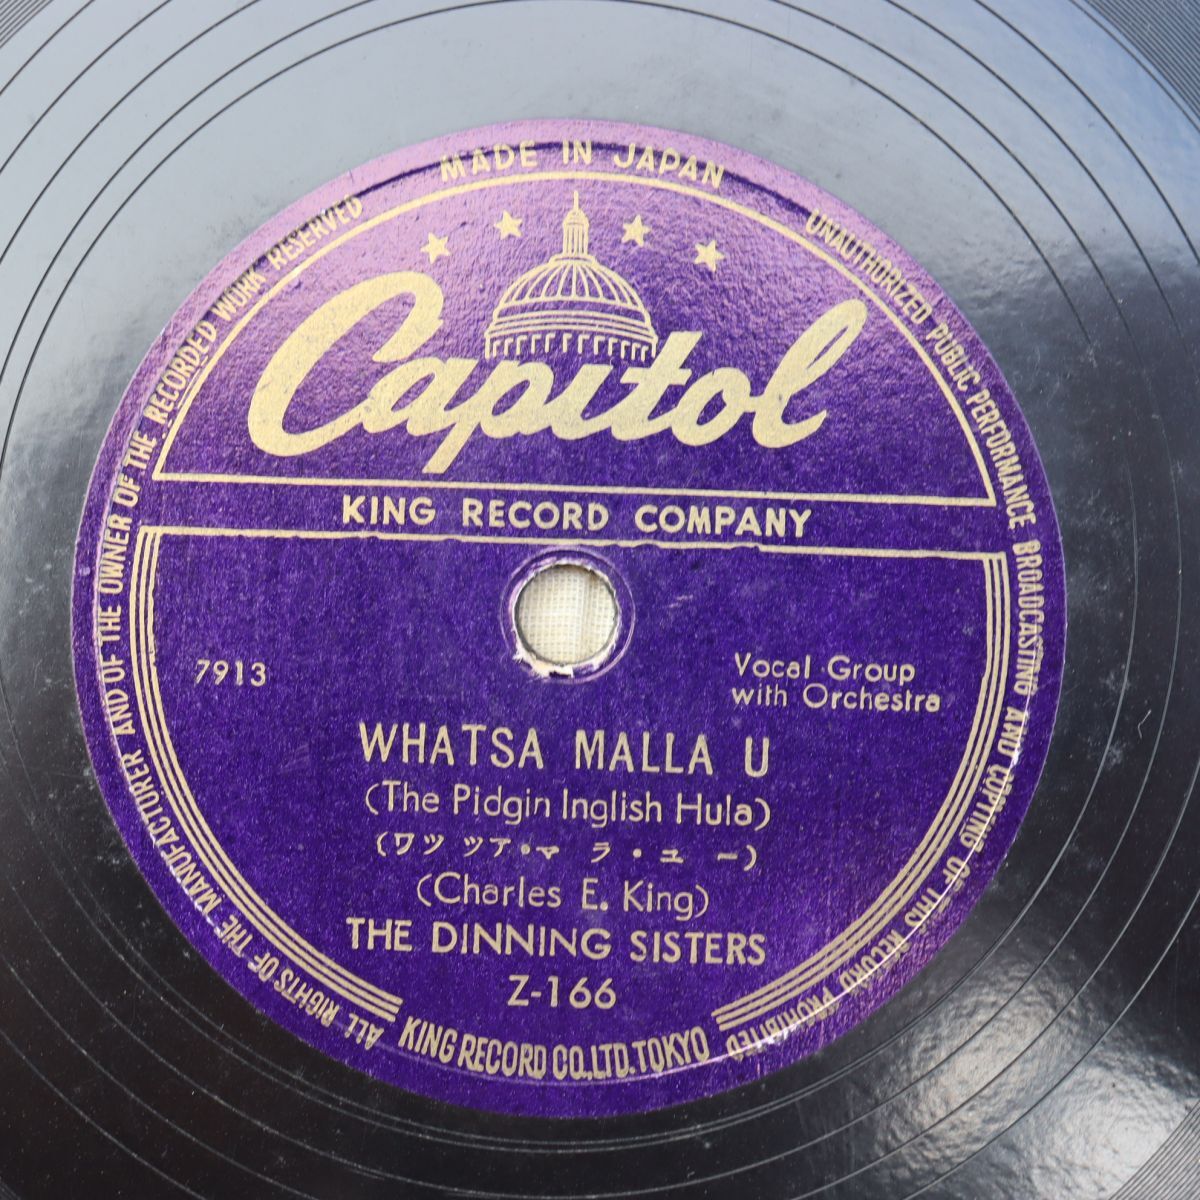 MADE IN JAPAN
Capitol
KING RECORD COMPANY
7913
Vocal Group
with Orchestra
WHATSA MALLA U
(The Pidgin Inglish Hula)
(ワッ ツア・マ ラ・ユ ー)
(Charles E. King)
THE DINNING SISTERS
Z-166
KING RECORD CO.,LTD.TOKYO
ALL RIGHTS OF THE MANUFACTURER AND OF THE OWNER OF THE RECORDED WORK RESERVED
UNAUTHORIZED PUBLIC PERFORMANCE BROADCASTING AND COPYING OF THIS RECORD PROHIBITED